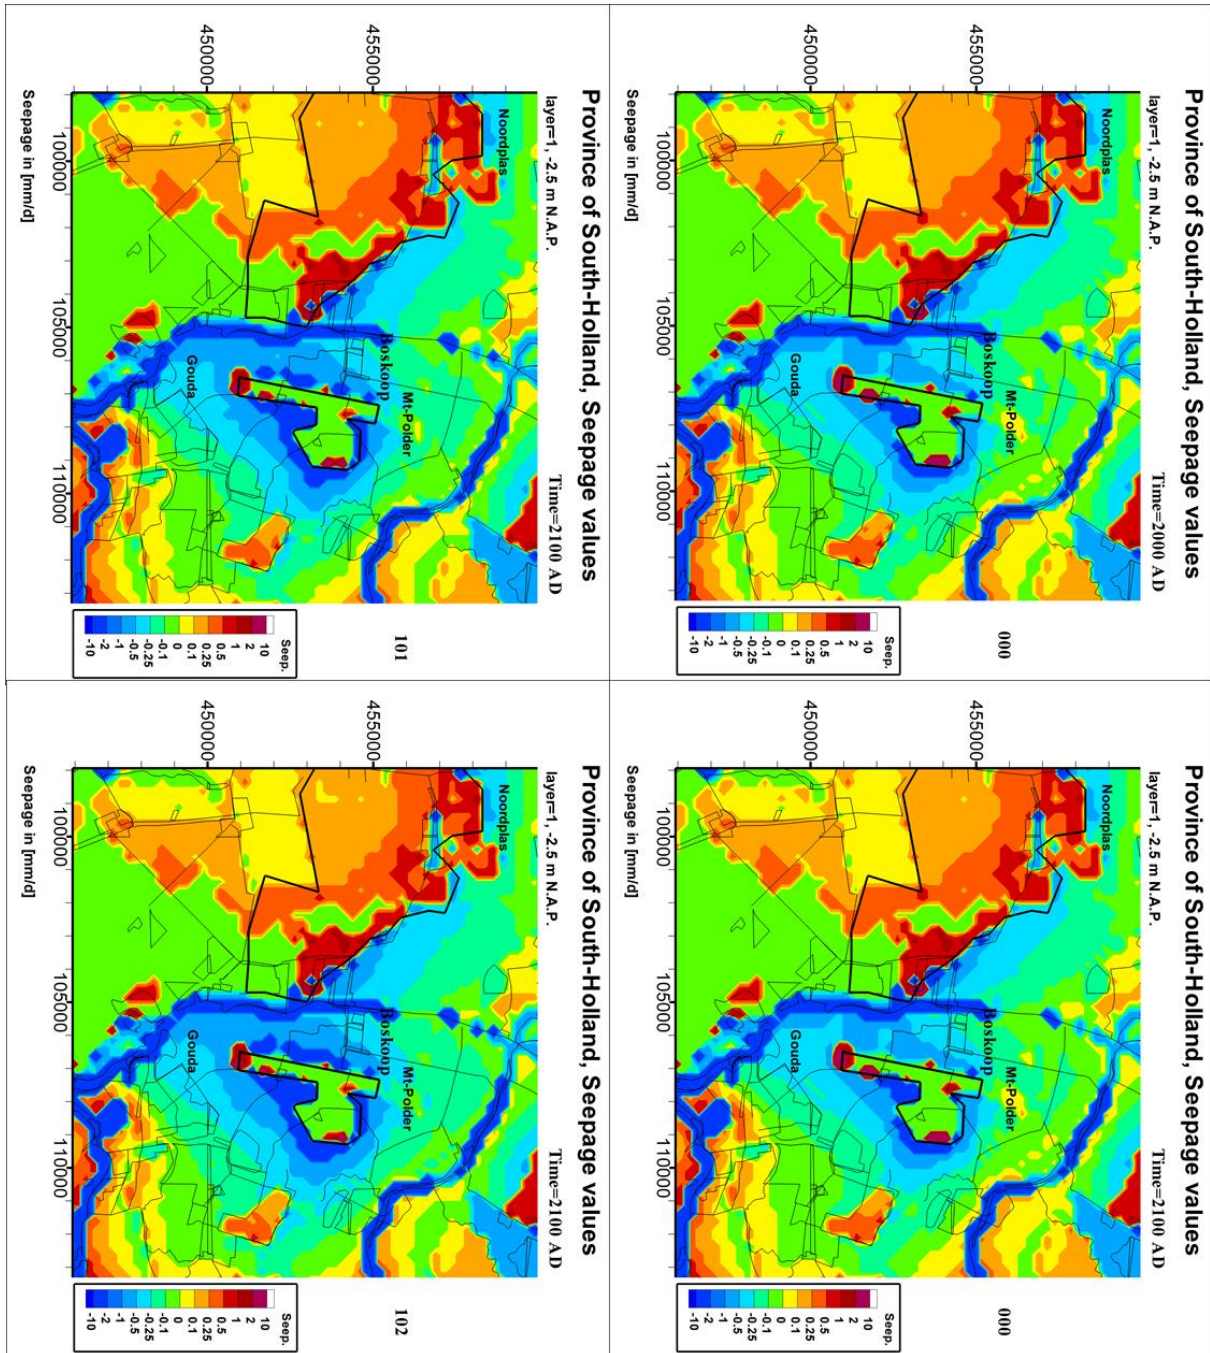 Province of South-Holland, Seepage values
layer=1, -2.5 m N.A.P.
Time=2000 AD
Noordplas
Mt-Polder
Boskoop
Gouda
455000
450000
100000
105000
110000
Seepage in [mm/d]
000
Seep.
10
2
1
0.5
0.25
0.1
0
-0.1
-0.25
-0.5
-1
-2
-10
Province of South-Holland, Seepage values
layer=1, -2.5 m N.A.P.
Time=2100 AD
Noordplas
Mt-Polder
Boskoop
Gouda
455000
450000
100000
105000
110000
Seepage in [mm/d]
000
Seep.
10
2
1
0.5
0.25
0.1
0
-0.1
-0.25
-0.5
-1
-2
-10
Province of South-Holland, Seepage values
layer=1, -2.5 m N.A.P.
Time=2100 AD
Noordplas
Mt-Polder
Boskoop
Gouda
455000
450000
100000
105000
110000
Seepage in [mm/d]
101
Seep.
10
2
1
0.5
0.25
0.1
0
-0.1
-0.25
-0.5
-1
-2
-10
Province of South-Holland, Seepage values
layer=1, -2.5 m N.A.P.
Time=2100 AD
Noordplas
Mt-Polder
Boskoop
Gouda
455000
450000
100000
105000
110000
Seepage in [mm/d]
102
Seep.
10
2
1
0.5
0.25
0.1
0
-0.1
-0.25
-0.5
-1
-2
-10